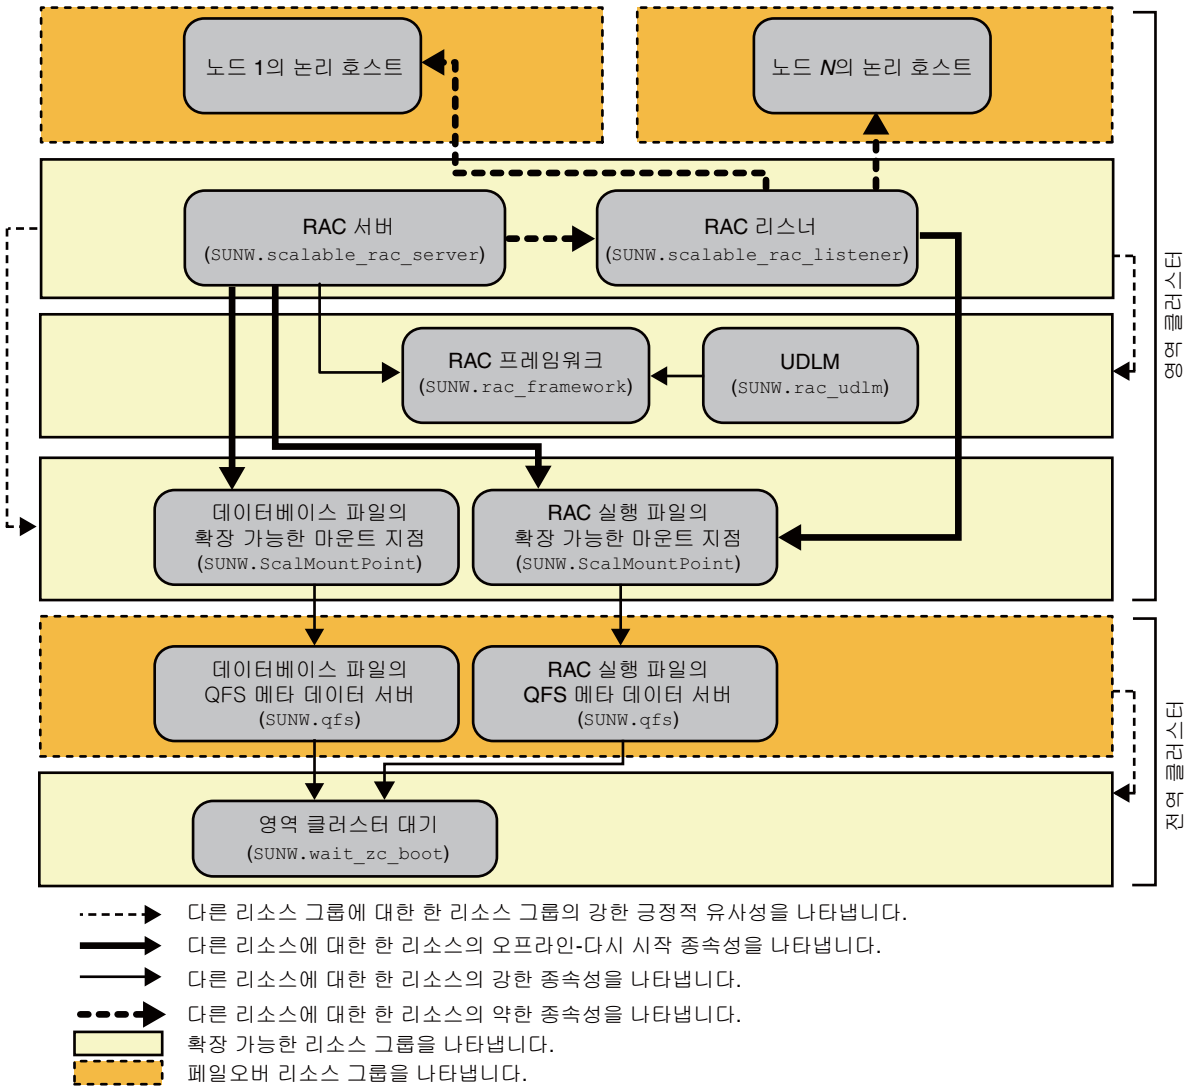 노드 1의 논리 호스트
노드 N의 논리 호스트
RAC 서버
(SUNW.scalable_rac_server)
RAC 리스너
(SUNW.scalable_rac_listener)
영역 클러스터
RAC 프레임워크
(SUNW.rac_framework)
UDLM
(SUNW.rac_udlm)
데이터베이스 파일의
확장 가능한 마운트 지점
(SUNW.ScalMountPoint)
RAC 실행 파일의
확장 가능한 마운트 지점
(SUNW.ScalMountPoint)
데이터베이스 파일의
QFS 메타 데이터 서버
(SUNW.qfs)
RAC 실행 파일의
QFS 메타 데이터 서버
(SUNW.qfs)
전역 클러스터
영역 클러스터 대기
(SUNW.wait_zc_boot)
다른 리소스 그룹에 대한 한 리소스 그룹의 강한 긍정적 유사성을 나타냅니다.
다른 리소스에 대한 한 리소스의 오프라인-다시 시작 종속성을 나타냅니다.
다른 리소스에 대한 한 리소스의 강한 종속성을 나타냅니다.
다른 리소스에 대한 한 리소스의 약한 종속성을 나타냅니다.
확장 가능한 리소스 그룹을 나타냅니다.
페일오버 리소스 그룹을 나타냅니다.